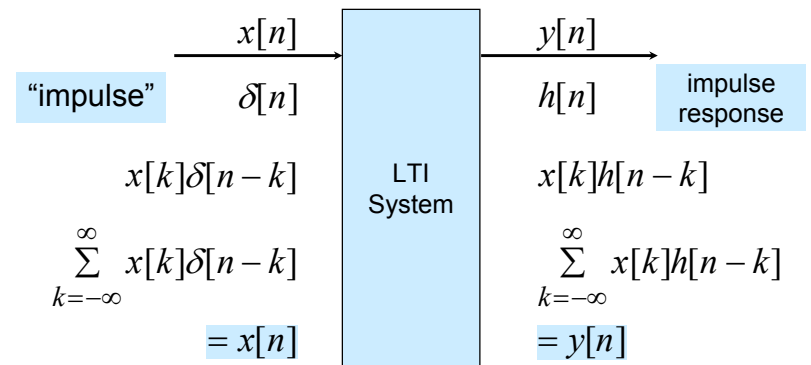 x[n] y[n]
“impulse” δ[n] h[n] impulse
response
x[k]δ[n − k] LTI x[k]h[n − k]
System
∞ ∞
∑ x[k]δ[n − k] ∑ x[k]h[n − k]
k=−∞ k=−∞
= x[n] = y[n]